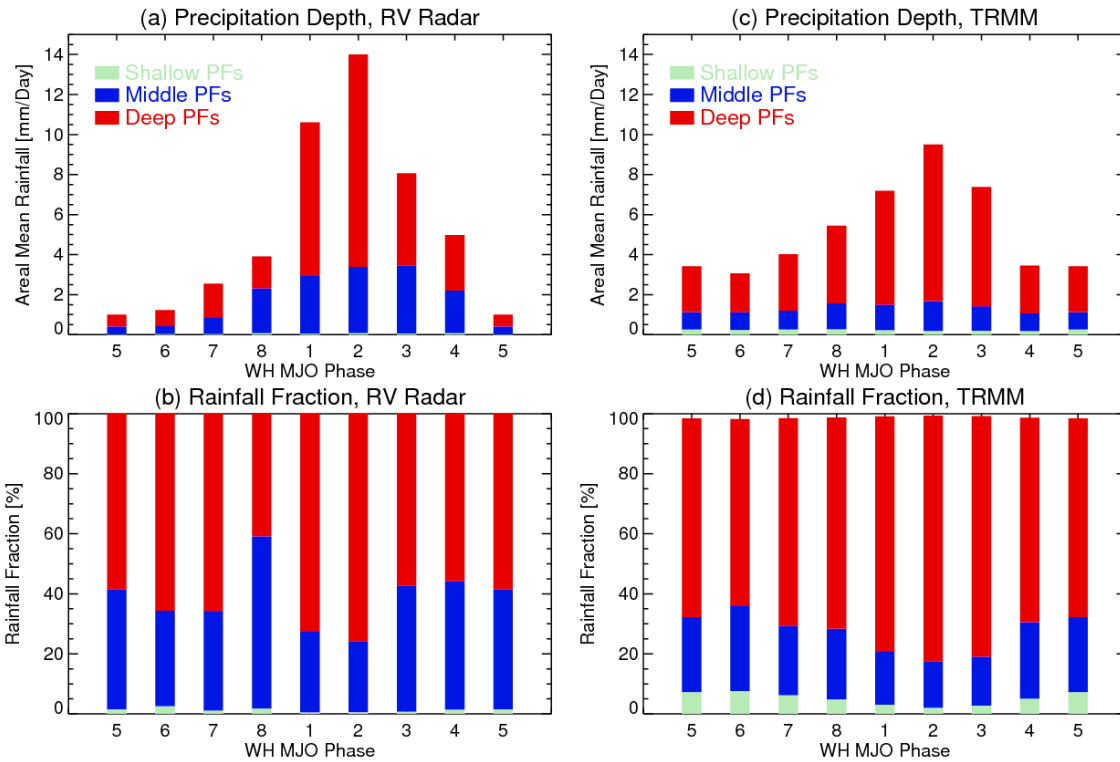 (a) Precipitation Depth, RV Radar
Areal Mean Rainfall [mm/Day]
14
12
10
8
6
4
2
0
Shallow PFs
Middle PFs
Deep PFs
5 6 7 8 1 2 3 4 5
WH MJO Phase
(c) Precipitation Depth, TRMM
Areal Mean Rainfall [mm/Day]
14
12
10
8
6
4
2
0
Shallow PFs
Middle PFs
Deep PFs
5 6 7 8 1 2 3 4 5
WH MJO Phase
(b) Rainfall Fraction, RV Radar
Rainfall Fraction [%]
100
80
60
40
20
0
5 6 7 8 1 2 3 4 5
WH MJO Phase
(d) Rainfall Fraction, TRMM
Rainfall Fraction [%]
100
80
60
40
20
0
5 6 7 8 1 2 3 4 5
WH MJO Phase